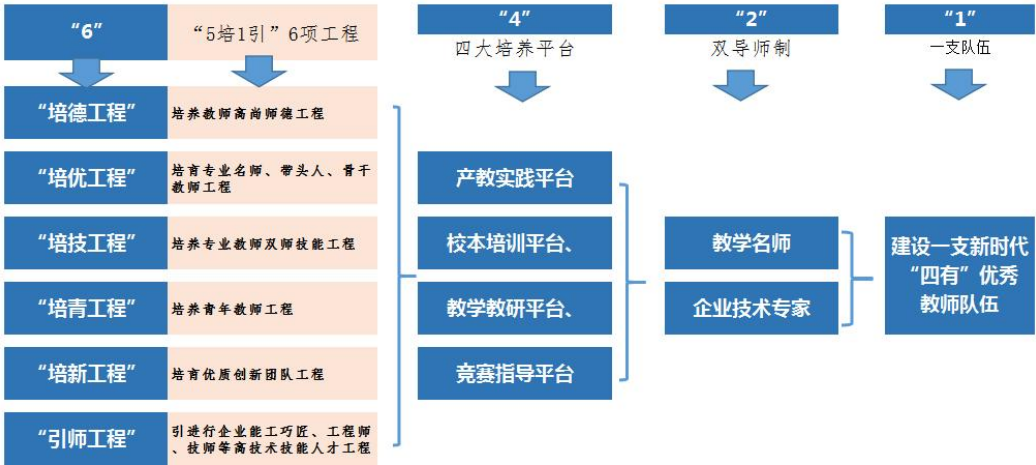 “6”
“5培1引”6项工程
“4”
四大培养平台
“2”
双导师制
“1”
一支队伍
“培德工程”
培养教师高尚师德工程
“培优工程”
培育专业名师、带头人、骨干
教师工程
“培技工程”
培养专业教师双师技能工程
“培青工程”
培养青年教师工程
“培新工程”
培育优质创新团队工程
“引师工程”
引进行企业能工巧匠、工程师
、技师等高技术技能人才工程
产教实践平台
校本培训平台、
教学教研平台、
竞赛指导平台
教学名师
企业技术专家
建设一支新时代
“四有”优秀
教师队伍